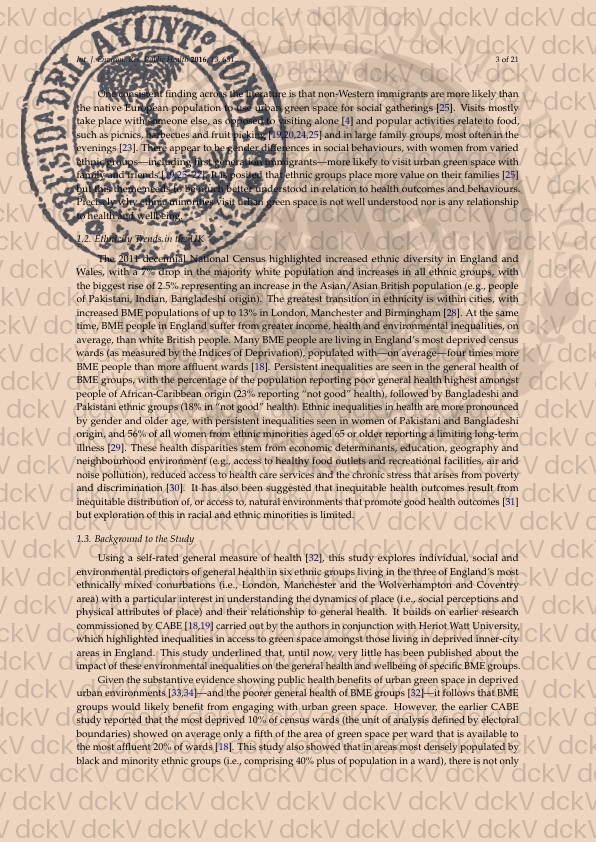 Int. J. Environ. Res. Public Health 2016, 13, 691
3 of 21
One consistent finding across the literature is that non-Western immigrants are more likely than
the native European population to use urban green space for social gatherings [25]. Visits mostly
take place with someone else, as opposed to visiting alone [4] and popular activities relate to food,
such as picnics, barbecues and fruit picking [19,20,24,25] and in large family groups, most often in the
evenings [23]. There appear to be gender differences in social behaviours, with women from varied
ethnic groups—including first generation immigrants—more likely to visit urban green space with
family and friends [19,25–27]. It is posited that ethnic groups place more value on their families [25]
but this theme needs to be much better understood in relation to health outcomes and behaviours.
Precisely why ethnic minorities visit urban green space is not well understood nor is any relationship
to health and wellbeing.
1.2. Ethnicity Trends in the UK
The 2011 decennial National Census highlighted increased ethnic diversity in England and
Wales, with a 7% drop in the majority white population and increases in all ethnic groups, with
the biggest rise of 2.5% representing an increase in the Asian/Asian British population (e.g., people
of Pakistani, Indian, Bangladeshi origin). The greatest transition in ethnicity is within cities, with
increased BME populations of up to 13% in London, Manchester and Birmingham [28]. At the same
time, BME people in England suffer from greater income, health and environmental inequalities, on
average, than white British people. Many BME people are living in England's most deprived census
wards (as measured by the Indices of Deprivation), populated with—on average—four times more
BME people than more affluent wards [18]. Persistent inequalities are seen in the general health of
BME groups, with the percentage of the population reporting poor general health highest amongst
people of African-Caribbean origin (23% reporting "not good" health), followed by Bangladeshi and
Pakistani ethnic groups (18% in "not good" health). Ethnic inequalities in health are more pronounced
by gender and older age, with persistent inequalities seen in women of Pakistani and Bangladeshi
origin, and 56% of all women from ethnic minorities aged 65 or older reporting a limiting long-term
illness [29]. These health disparities stem from economic determinants, education, geography and
neighbourhood environment (e.g., access to healthy food outlets and recreational facilities, air and
noise pollution), reduced access to health care services and the chronic stress that arises from poverty
and discrimination [30]. It has also been suggested that inequitable health outcomes result from
inequitable distribution of, or access to, natural environments that promote good health outcomes [31]
but exploration of this in racial and ethnic minorities is limited.
1.3. Background to the Study
Using a self-rated general measure of health [32], this study explores individual, social and
environmental predictors of general health in six ethnic groups living in the three of England's most
ethnically mixed conurbations (i.e., London, Manchester and the Wolverhampton and Coventry
area) with a particular interest in understanding the dynamics of place (i.e., social perceptions and
physical attributes of place) and their relationship to general health. It builds on earlier research
commissioned by CABE [18,19] carried out by the authors in conjunction with Heriot Watt University,
which highlighted inequalities in access to green space amongst those living in deprived inner-city
areas in England. This study underlined that, until now, very little has been published about the
impact of these environmental inequalities on the general health and wellbeing of specific BME groups.
Given the substantive evidence showing public health benefits of urban green space in deprived
urban environments [33,34]—and the poorer general health of BME groups [32]—it follows that BME
groups would likely benefit from engaging with urban green space. However, the earlier CABE
study reported that the most deprived 10% of census wards (the unit of analysis defined by electoral
boundaries) showed on average only a fifth of the area of green space per ward that is available to
the most affluent 20% of wards [18]. This study also showed that in areas most densely populated by
black and minority ethnic groups (i.e., comprising 40% plus of population in a ward), there is not only